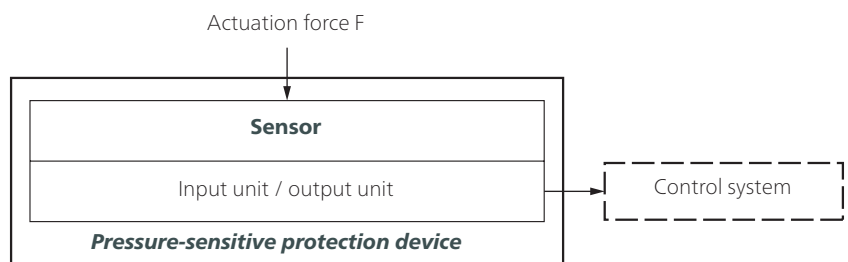 Actuation force F
Sensor
Input unit / output unit
Control system
Pressure-sensitive protection device